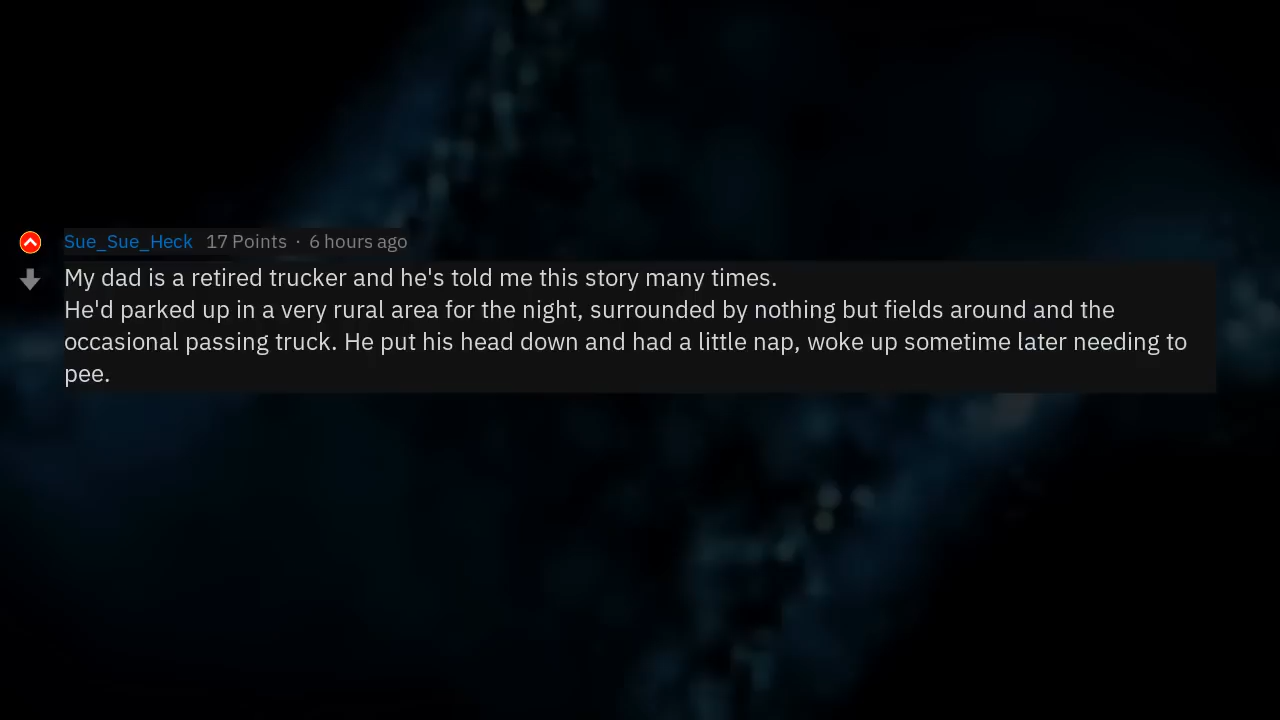 Sue_Sue_Heck 17 Points · 6 hours ago
My dad is a retired trucker and he's told me this story many times.
He'd parked up in a very rural area for the night, surrounded by nothing but fields around and the
occasional passing truck. He put his head down and had a little nap, woke up sometime later needing to
pee.